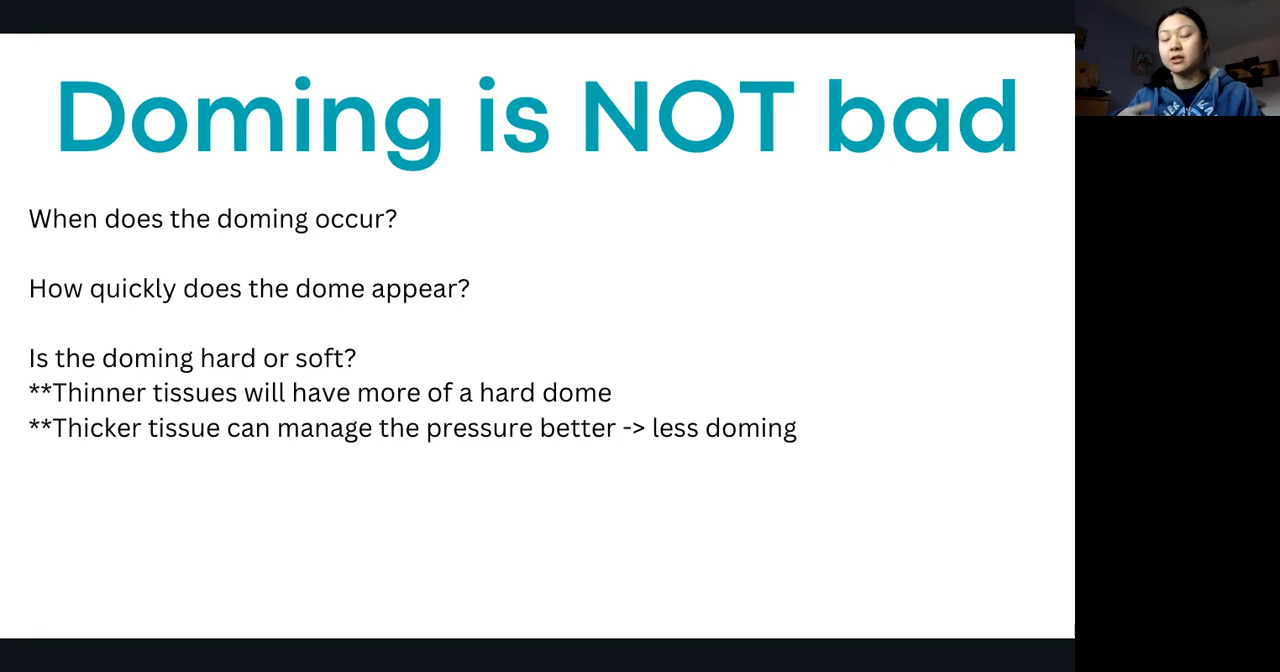 Doming is NOT bad
When does the doming occur?
How quickly does the dome appear?
Is the doming hard or soft?
**Thinner tissues will have more of a hard dome
**Thicker tissue can manage the pressure better -> less doming